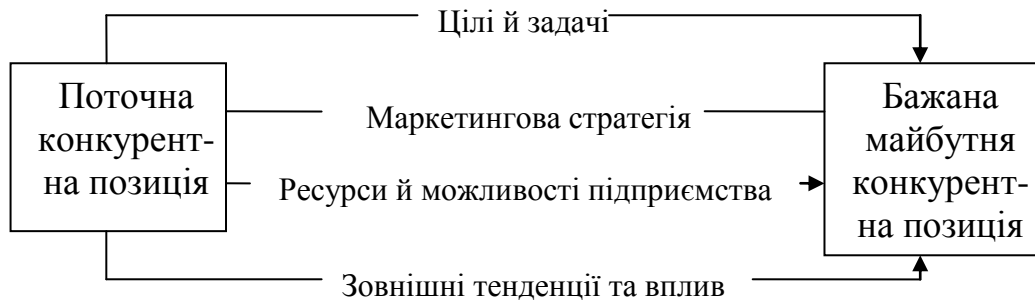 Цілі й задачі
Поточна
конкурент-
на позиція
Маркетингова стратегія
Ресурси й можливості підприємства
Бажана
майбутня
конкурент-
на позиція
Зовнішні тенденції та вплив